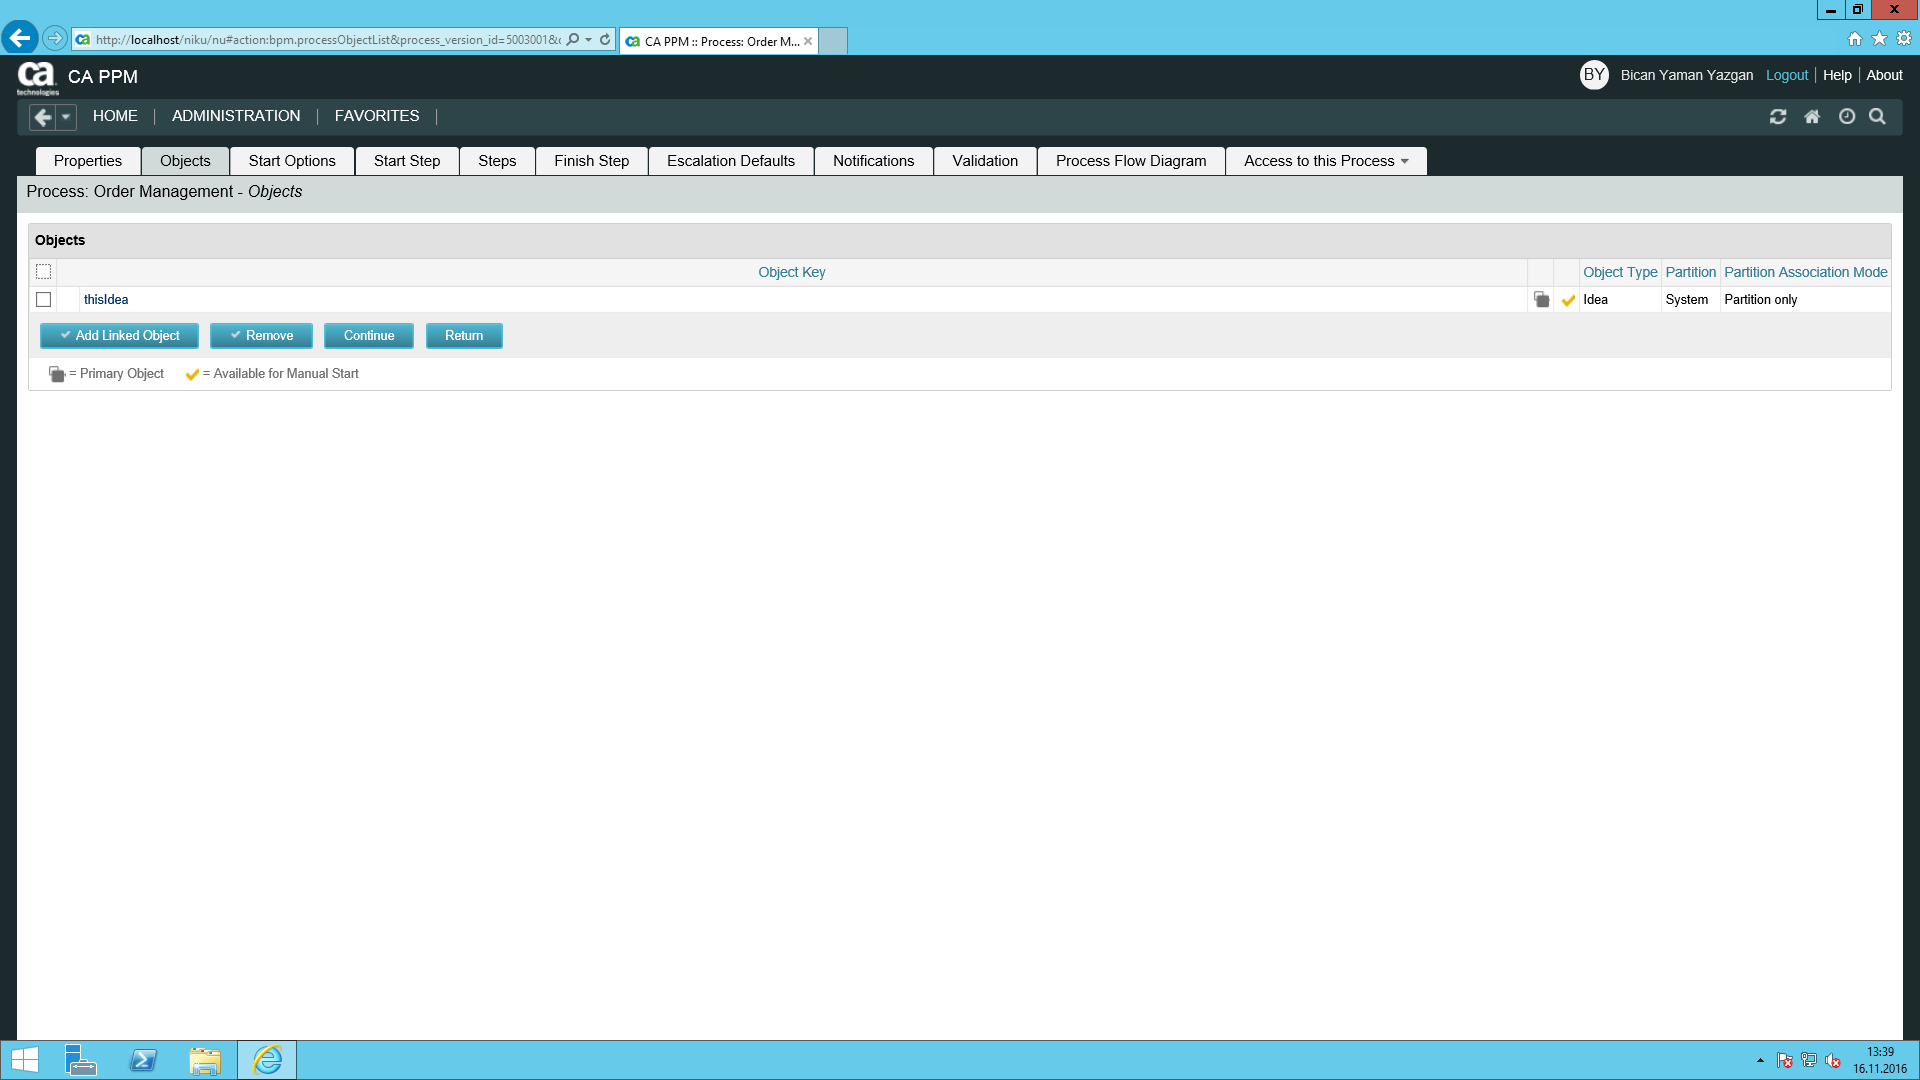 http://localhost/niku/nu#action:bpm.processObjectList&process_version_id=5003001&
CA PPM :: Process: Order M...
ca technologies
CA PPM
BY Bican Yaman Yazgan Logout Help About
HOME ADMINISTRATION FAVORITES
Properties Objects Start Options Start Step Steps Finish Step Escalation Defaults Notifications Validation Process Flow Diagram Access to this Process
Process: Order Management - Objects
Objects
Object Key Object Type Partition Partition Association Mode
thisIdea Idea System Partition only
Add Linked Object Remove Continue Return
= Primary Object = Available for Manual Start
13:39
16.11.2016